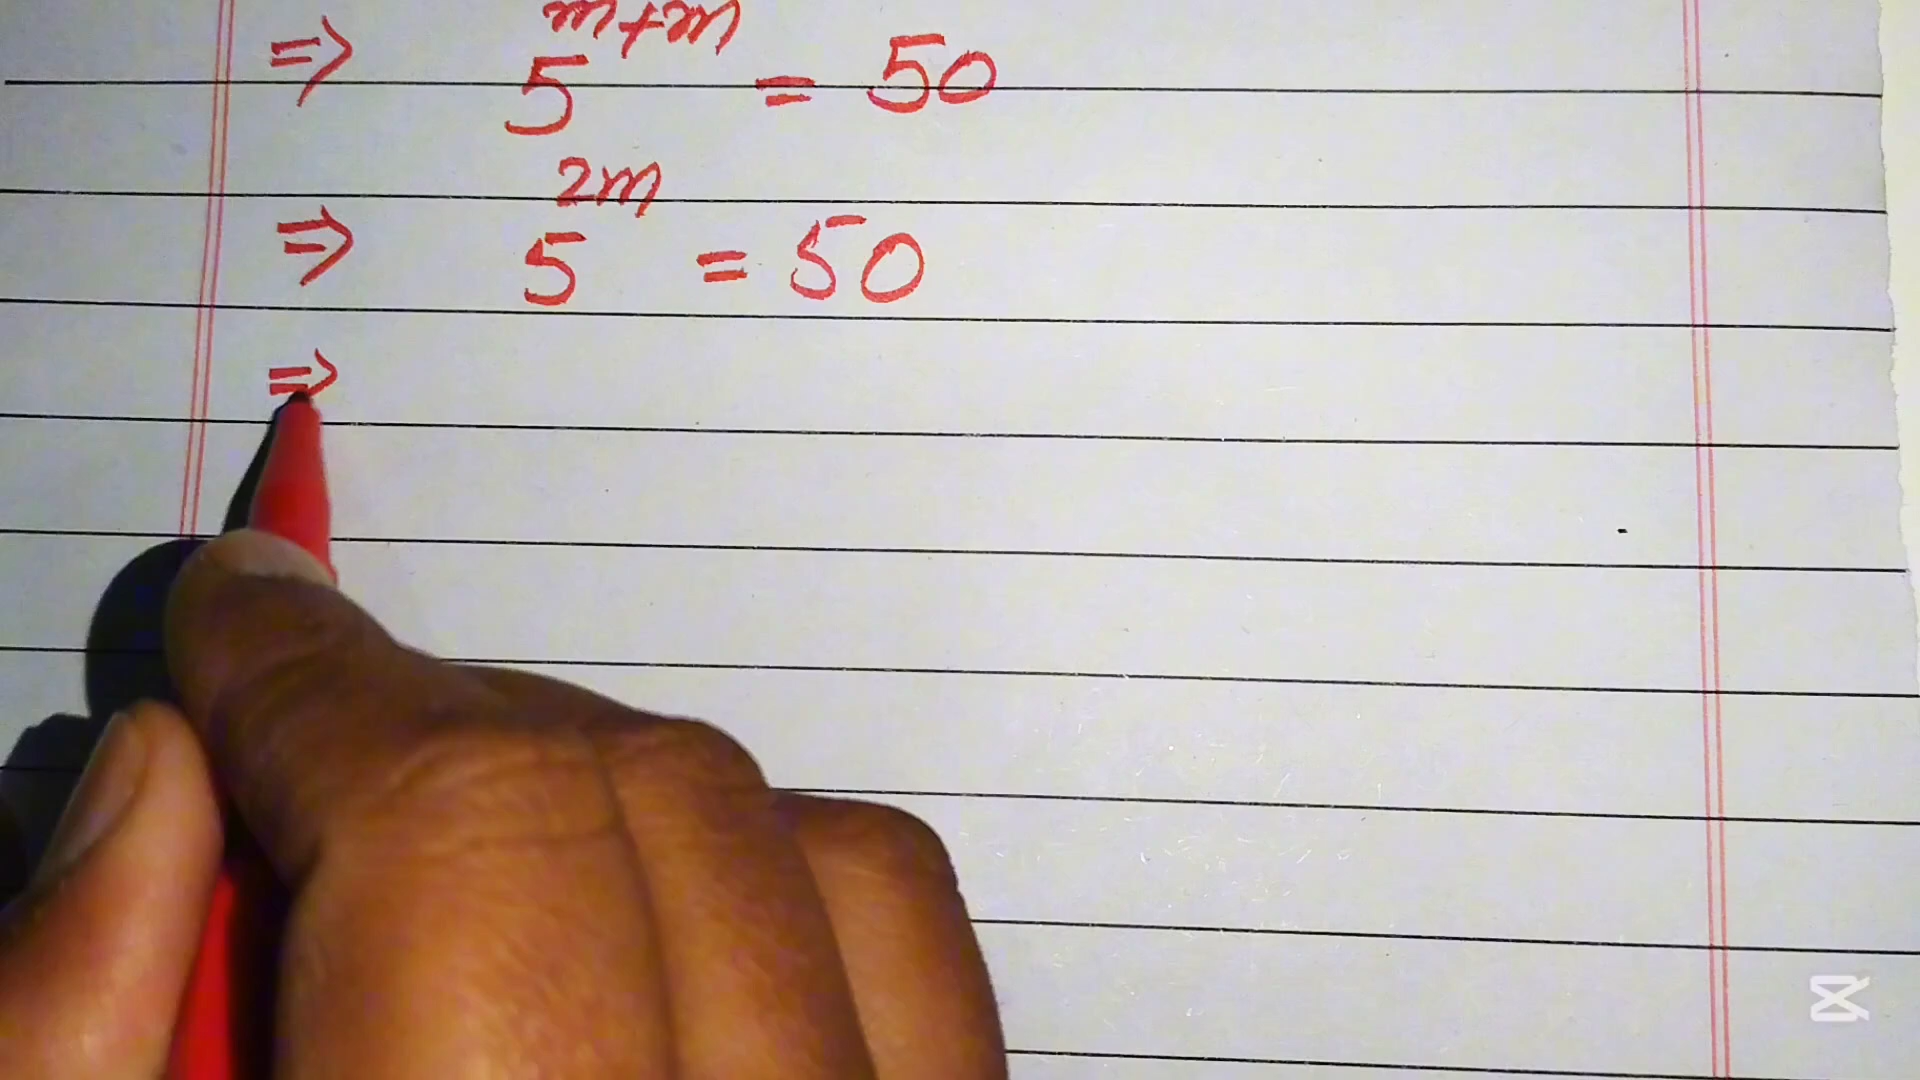 ⇒ 5^{m+m} = 50
⇒ 5^{2m} = 50
⇒